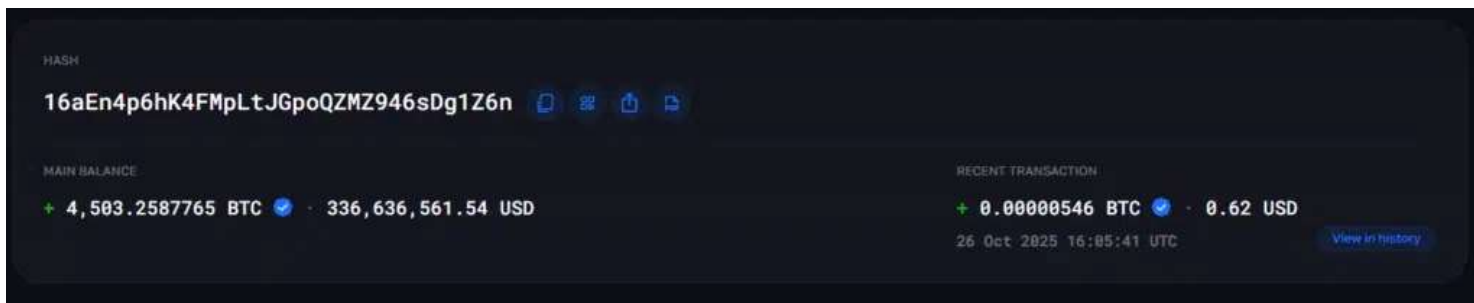 HASH
16aEn4p6hK4FMpLtJGpoQZMZ946sDg1Z6n
MAIN BALANCE
+ 4,503.2587765 BTC · 336,636,561.54 USD
RECENT TRANSACTION
+ 0.00000546 BTC · 0.62 USD
26 Oct 2025 16:05:41 UTC
View in history